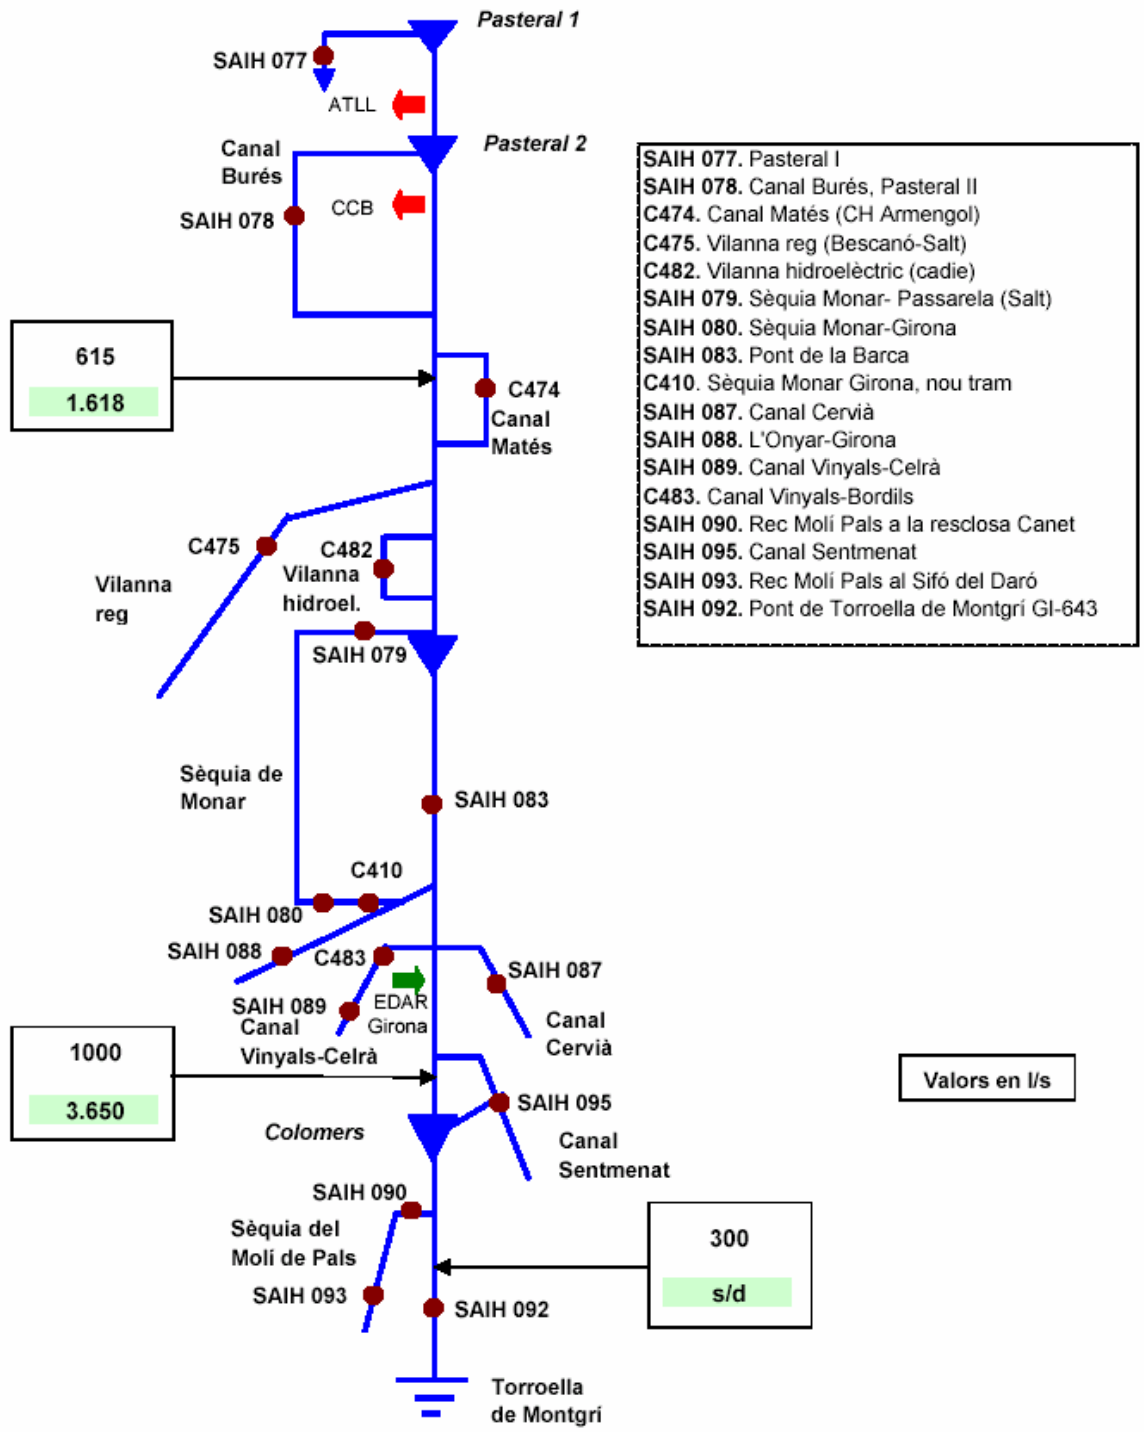 Pasteral 1
SAIH 077
ATLL
Pasteral 2
Canal
Burés
SAIH 078
CCB
SAIH 077. Pasteral I
SAIH 078. Canal Burés, Pasteral II
C474. Canal Matés (CH Armengol)
C475. Vilanna reg (Bescanó-Salt)
C482. Vilanna hidroelèctric (cadie)
SAIH 079. Sèquia Monar- Passarela (Salt)
SAIH 080. Sèquia Monar-Girona
SAIH 083. Pont de la Barca
C410. Sèquia Monar Girona, nou tram
SAIH 087. Canal Cervià
SAIH 088. L'Onyar-Girona
SAIH 089. Canal Vinyals-Celrà
C483. Canal Vinyals-Bordils
SAIH 090. Rec Molí Pals a la resclosa Canet
SAIH 095. Canal Sentmenat
SAIH 093. Rec Molí Pals al Sifó del Daró
SAIH 092. Pont de Torroella de Montgrí GI-643
615
1.618
C474
Canal
Matés
C475
Vilanna
reg
C482
Vilanna
hidroel.
SAIH 079
Sèquia de
Monar
SAIH 083
C410
SAIH 080
SAIH 088
C483
SAIH 087
SAIH 089
EDAR
Girona
Canal
Vinyals-Celrà
Canal
Cervià
1000
3.650
Valors en l/s
Colomers
SAIH 095
Canal
Sentmenat
SAIH 090
Sèquia del
Molí de Pals
SAIH 093
SAIH 092
300
s/d
Torroella
de Montgrí